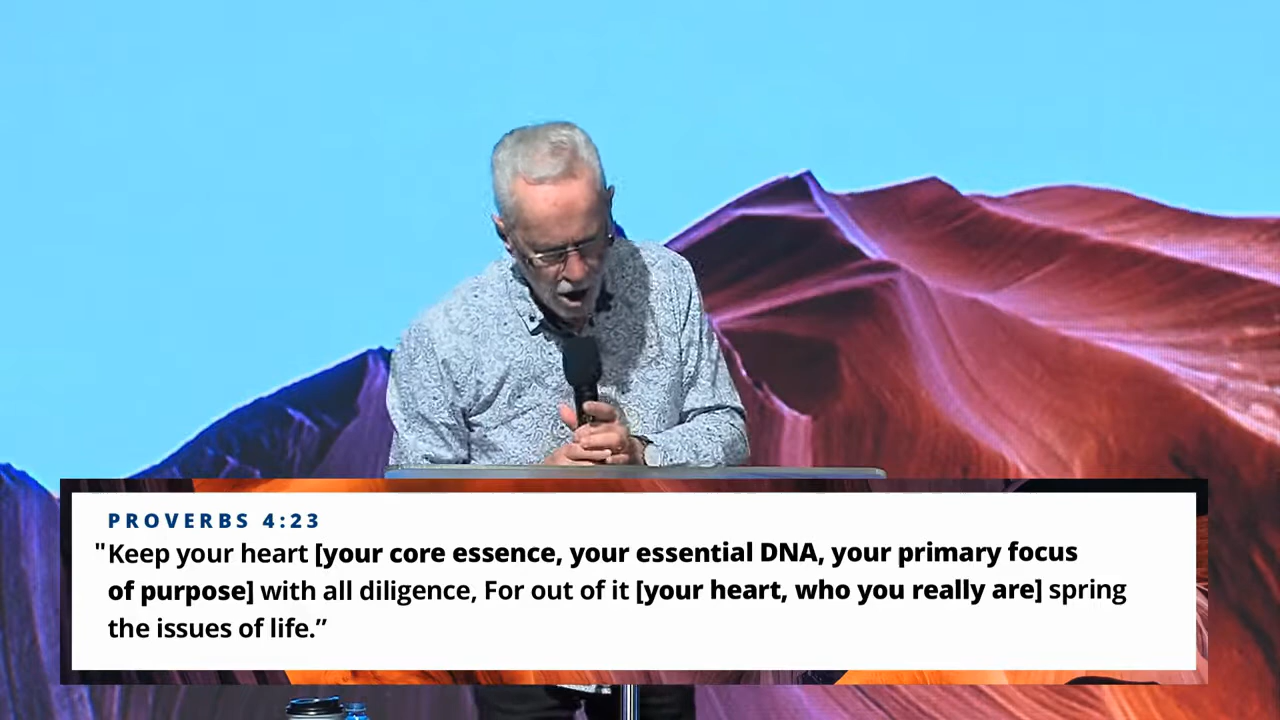 PROVERBS 4:23
"Keep your heart [your core essence, your essential DNA, your primary focus
of purpose] with all diligence, For out of it [your heart, who you really are] spring
the issues of life.”